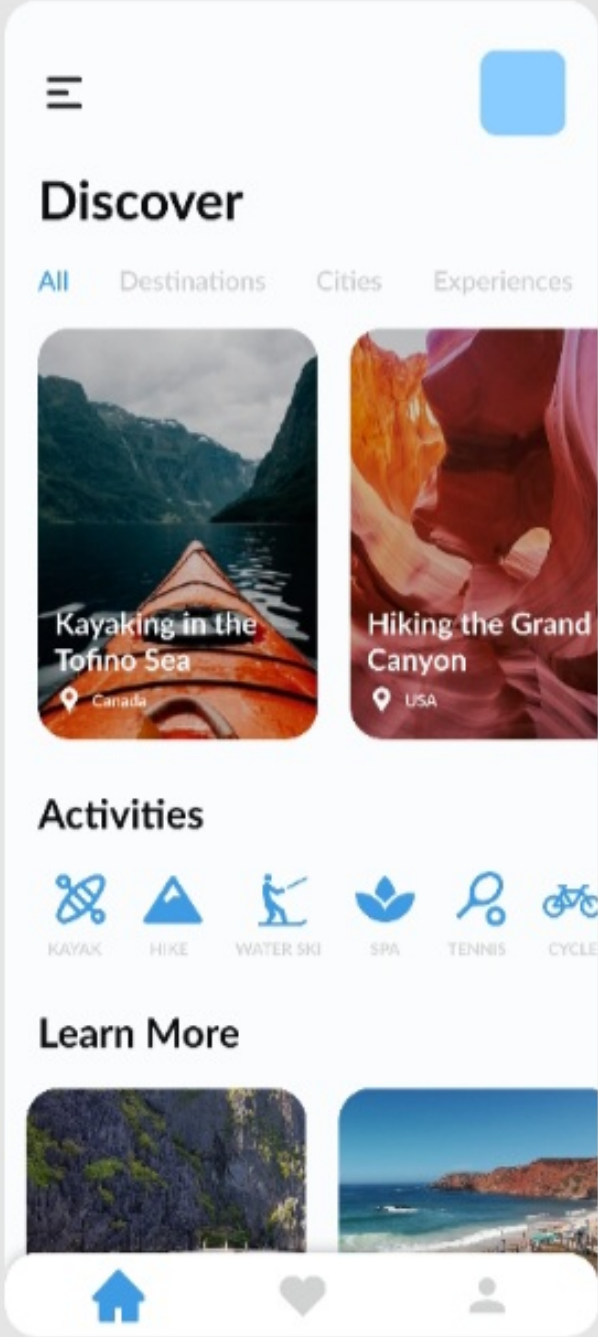 Discover
All Destinations Cities Experiences
Kayaking in the
Tofino Sea
Canada
Hiking the Grand
Canyon
USA
Activities
KAYAK HIKE WATER SKI SPA TENNIS CYCLE
Learn More